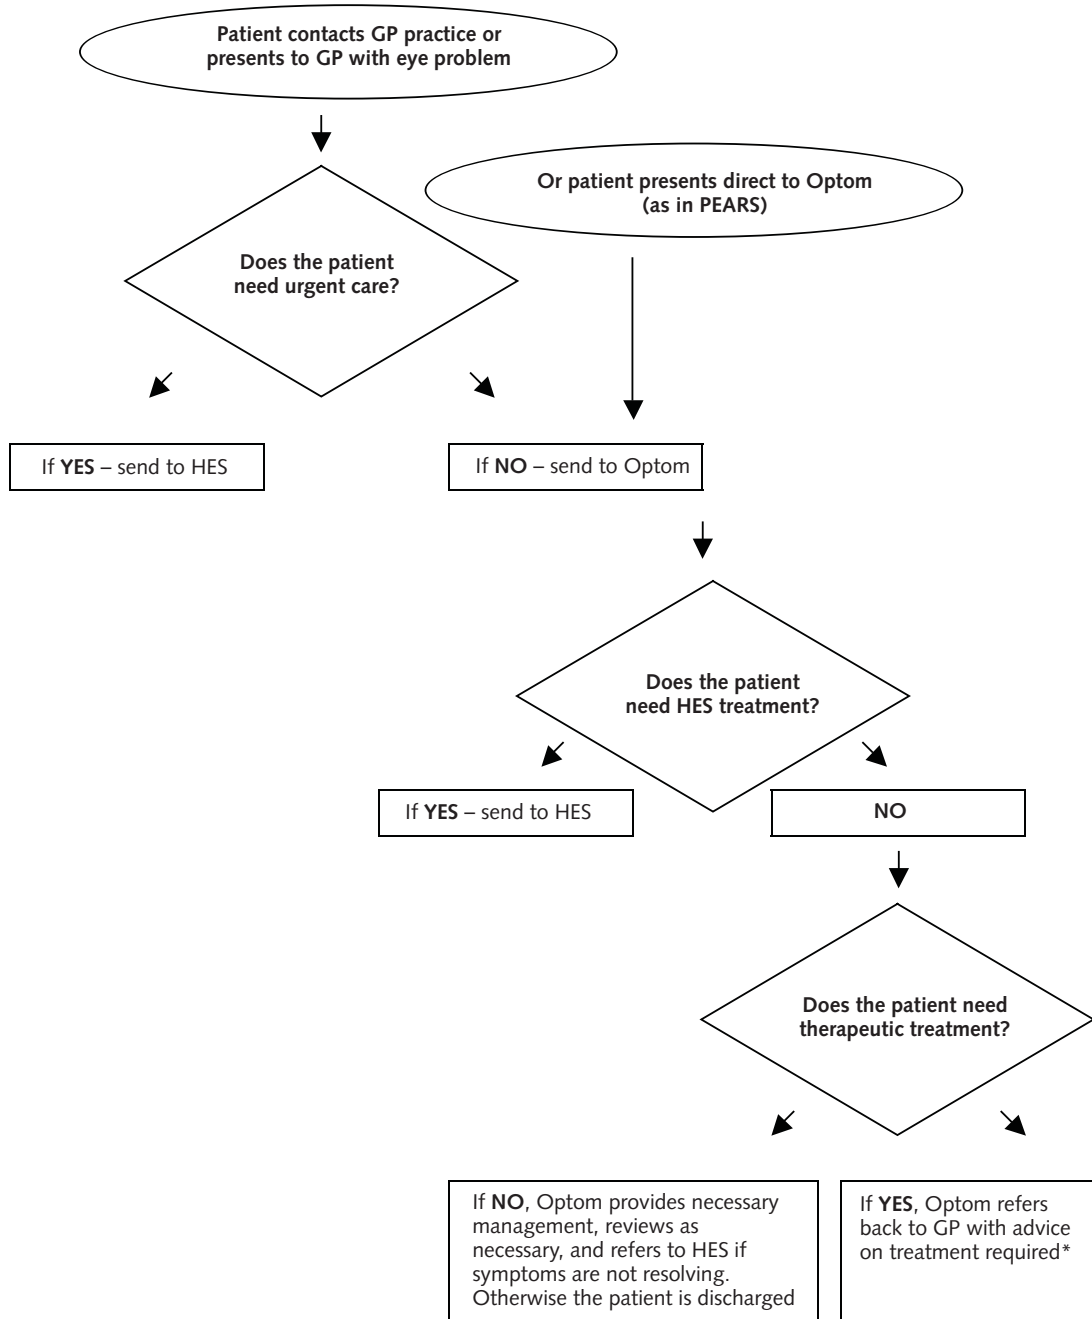 Patient contacts GP practice or
presents to GP with eye problem
Or patient presents direct to Optom
(as in PEARS)
Does the patient
need urgent care?
If YES – send to HES
If NO – send to Optom
Does the patient
need HES treatment?
If YES – send to HES
NO
Does the patient need
therapeutic treatment?
If NO, Optom provides necessary
management, reviews as
necessary, and refers to HES if
symptoms are not resolving.
Otherwise the patient is discharged
If YES, Optom refers
back to GP with advice
on treatment required*